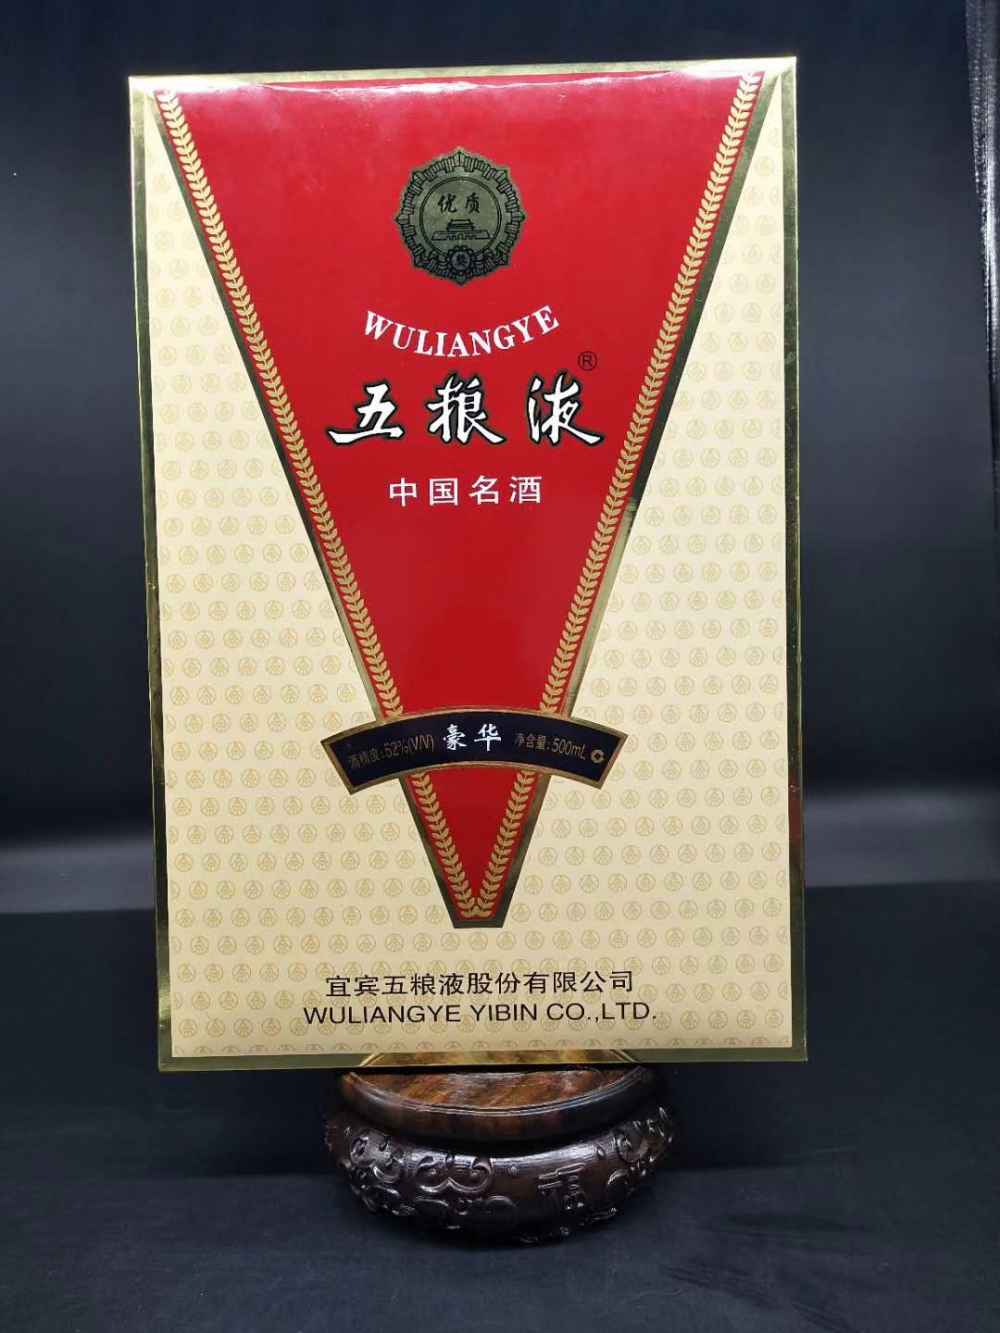 优质
WULIANGYE
五粮液®
中国名酒
酒精度:52%(V/V) 豪华 净含量:500mL
宜宾五粮液股份有限公司
WULIANGYE YIBIN CO.,LTD.